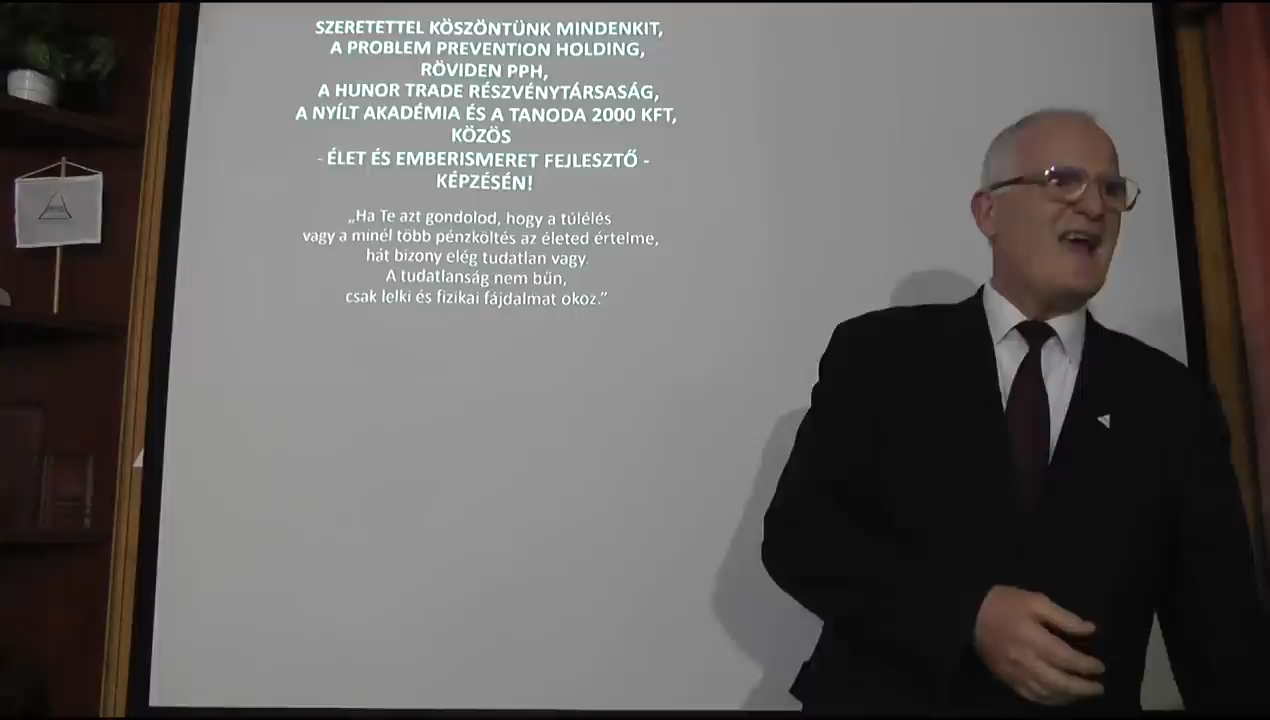 SZERETETTEL KÖSZÖNTÜNK MINDENKIT,
A PROBLEM PREVENTION HOLDING,
RÖVIDEN PPH,
A HUNOR TRADE RÉSZVÉNYTÁRSASÁG,
A NYÍLT AKADÉMIA ÉS A TANODA 2000 KFT,
KÖZÖS
- ÉLET ÉS EMBERISMERET FEJLESZTŐ -
KÉPZÉSÉN!
„Ha Te azt gondolod, hogy a túlélés
vagy a minél több pénzköltés az életed értelme,
hát bizony elég tudatlan vagy.
A tudatlanság nem bűn,
csak lelki és fizikai fájdalmat okoz.”